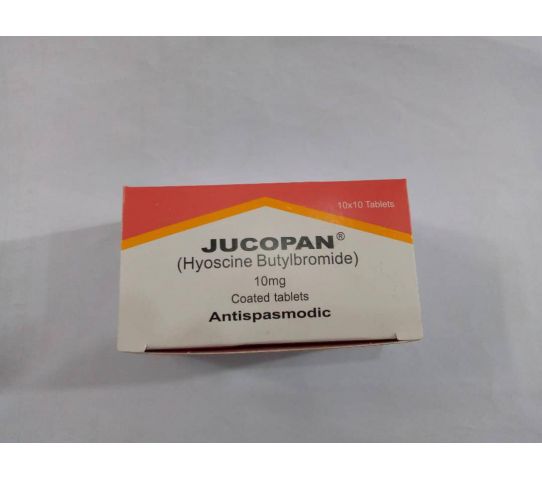 10x10 Tablets
JUCOPAN®
(Hyoscine Butylbromide)
10mg
Coated tablets
Antispasmodic